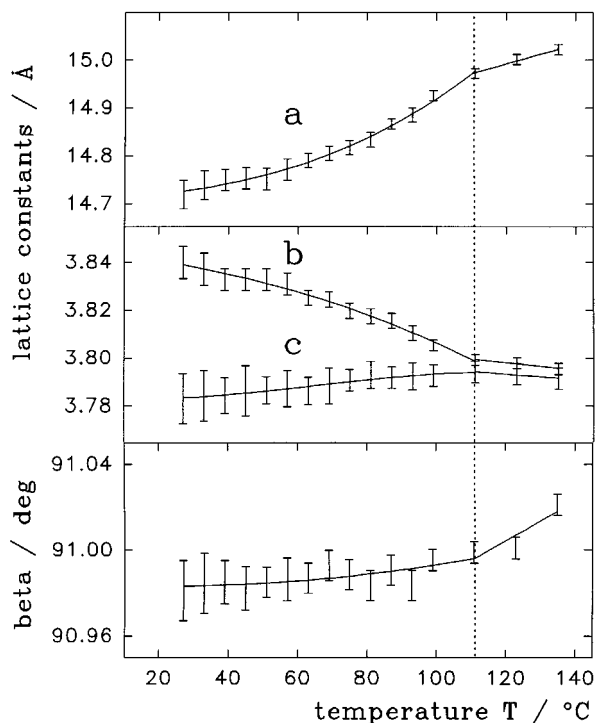 lattice constants / Å
15.0
14.9
14.8
14.7
a
3.84
3.82
3.80
3.78
b
c
beta / deg
91.04
91.00
90.96
20 40 60 80 100 120 140
temperature T / °C